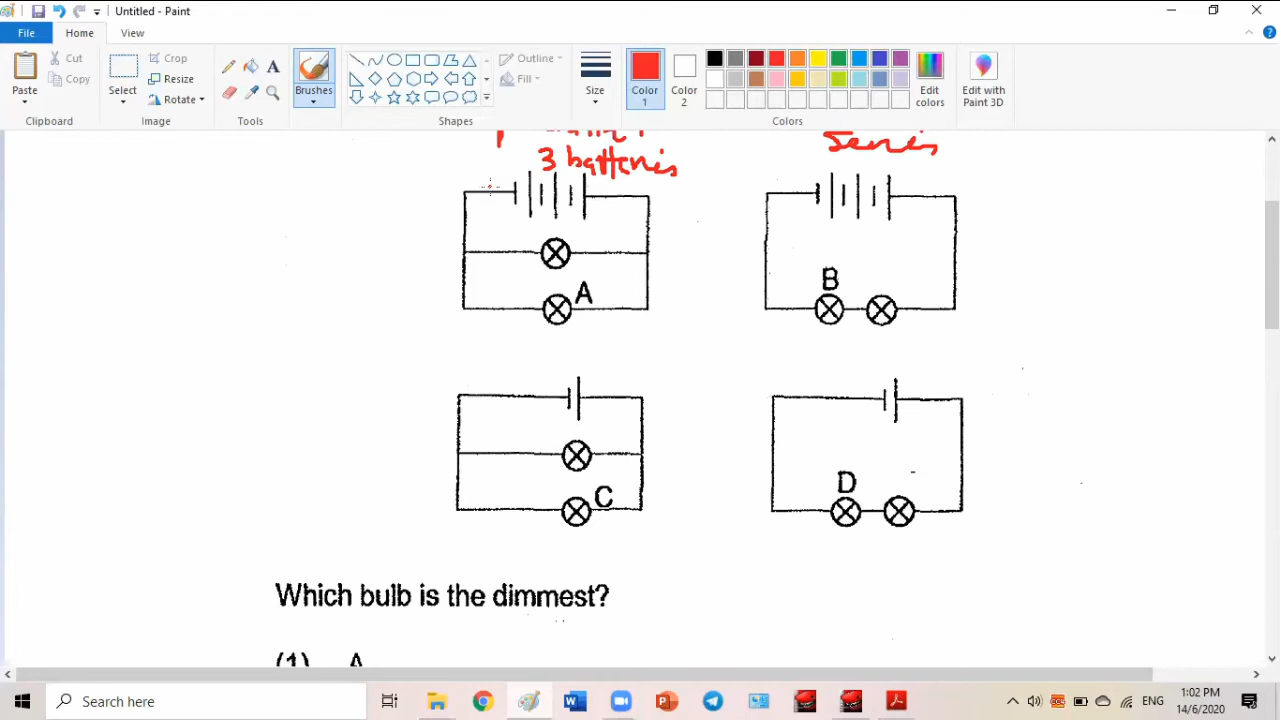 Untitled - Paint
File
Home
View
Paste
Cut
Copy
Clipboard
Select
Crop
Resize
Rotate
Image
A
Tools
Brushes
Outline
Fill
Shapes
Size
Color 1
Color 2
Edit colors
Edit with Paint 3D
Colors
Series
3 batteries
A
B
C
D
Which bulb is the dimmest?
(1) A
Type here to search
ENG
1:02 PM
14/6/2020